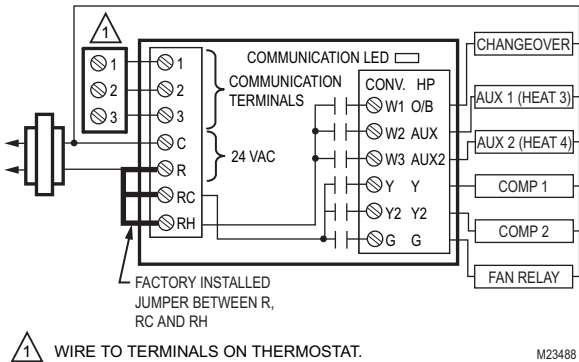 1
COMMUNICATION LED
CHANGEOVER
1 1
COMMUNICATION
TERMINALS
CONV. HP
2 2
W1 O/B
AUX 1 (HEAT 3)
3 3
W2 AUX
C
24 VAC
W3 AUX2
AUX 2 (HEAT 4)
R
Y Y
COMP 1
RC
Y2 Y2
COMP 2
RH
G G
FAN RELAY
FACTORY INSTALLED
JUMPER BETWEEN R,
RC AND RH
1 WIRE TO TERMINALS ON THERMOSTAT.
M23488